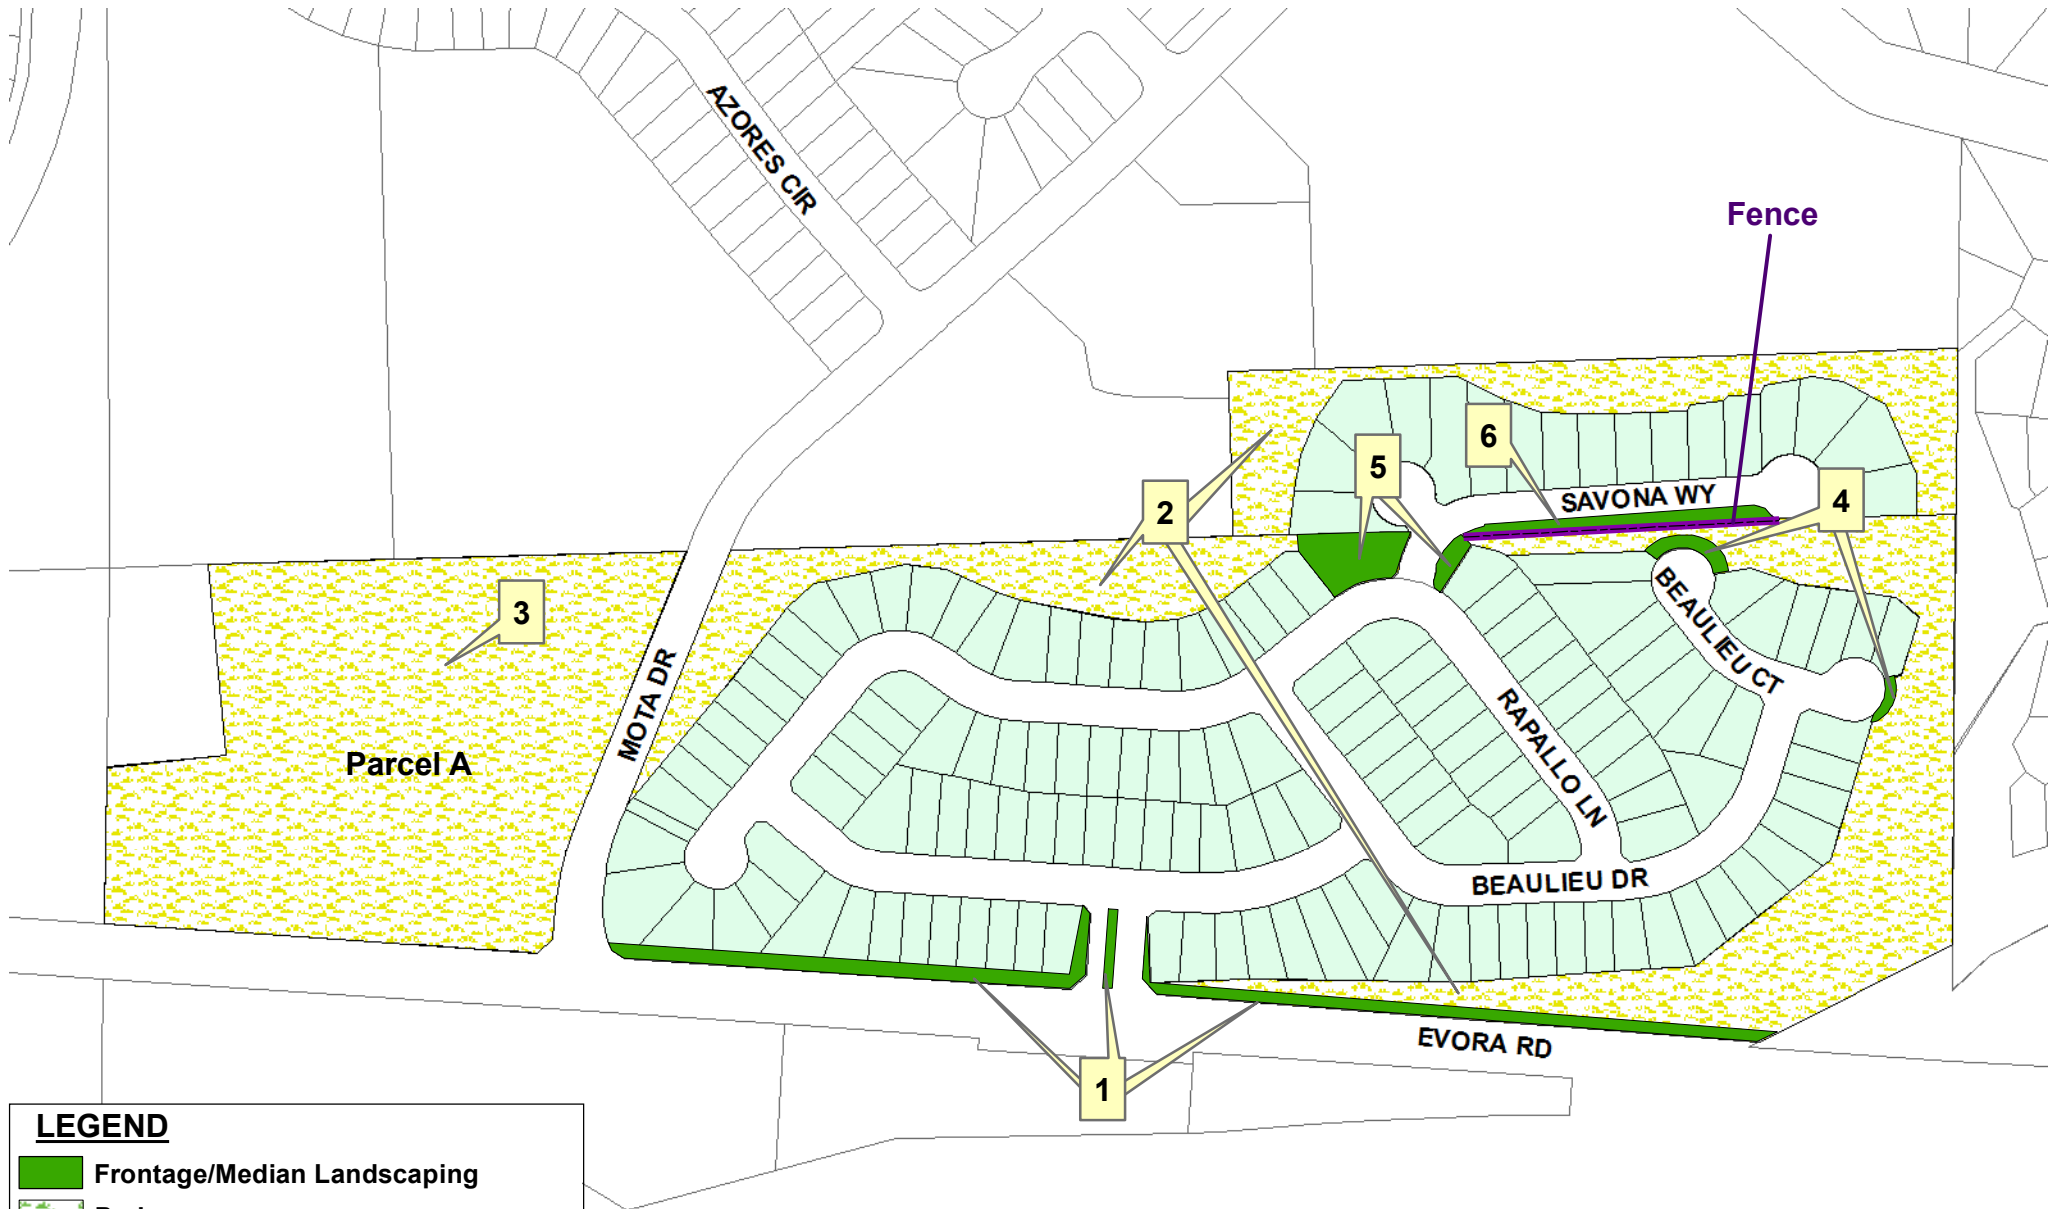 AZORES CIR
Fence
6
5
SAVONA WY
4
2
3
BEAULIEU CT
MOTA DR
RAPALLO LN
Parcel A
BEAULIEU DR
EVORA RD
1
LEGEND
Frontage/Median Landscaping